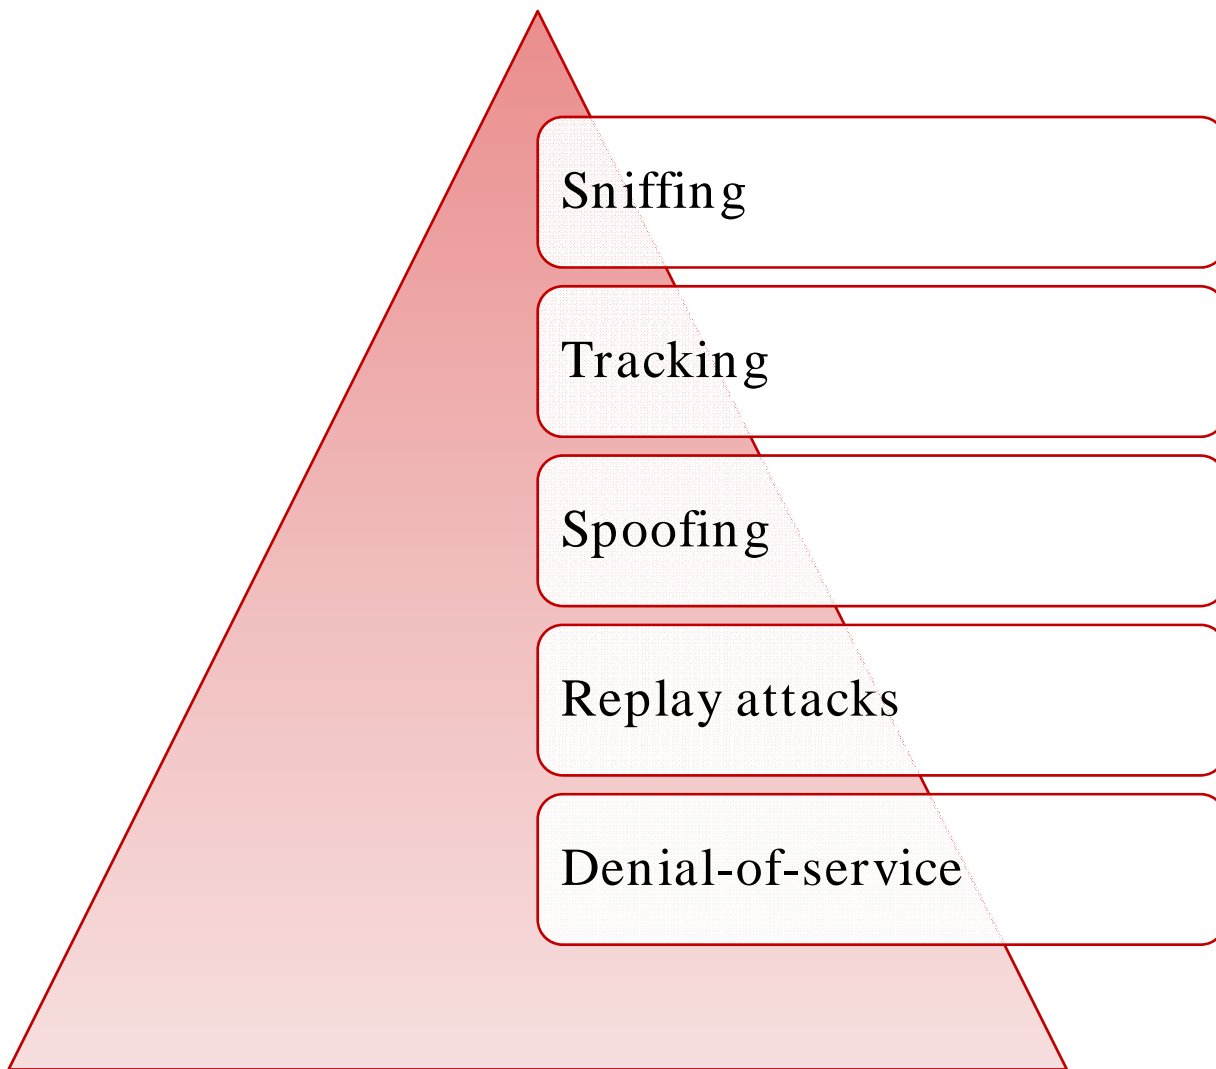 Sniffing
Tracking
Spoofing
Replay attacks
Denial-of-service